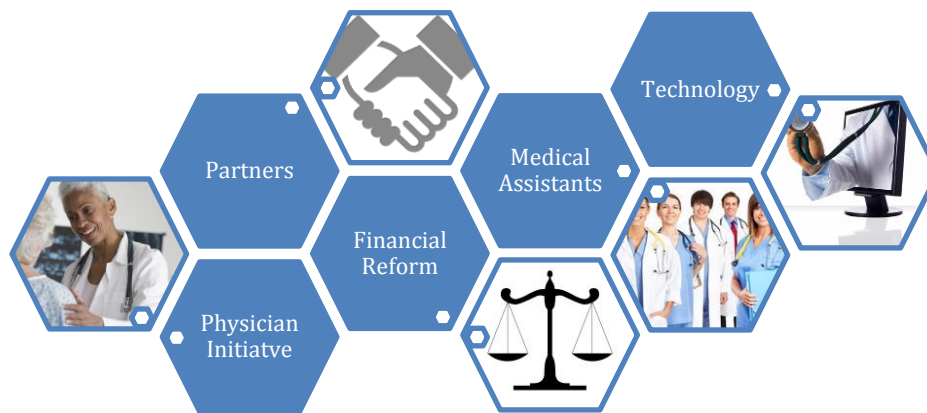 Technology
Partners
Medical
Assistants
Financial
Reform
Physician
Initiatve